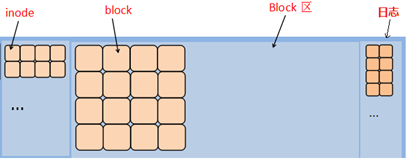 inode
block
Block 区
日志
...
...